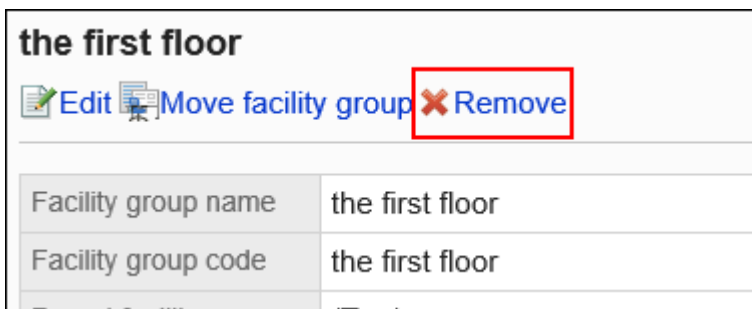 the first floor
Edit Move facility group Remove
Facility group name the first floor
Facility group code the first floor